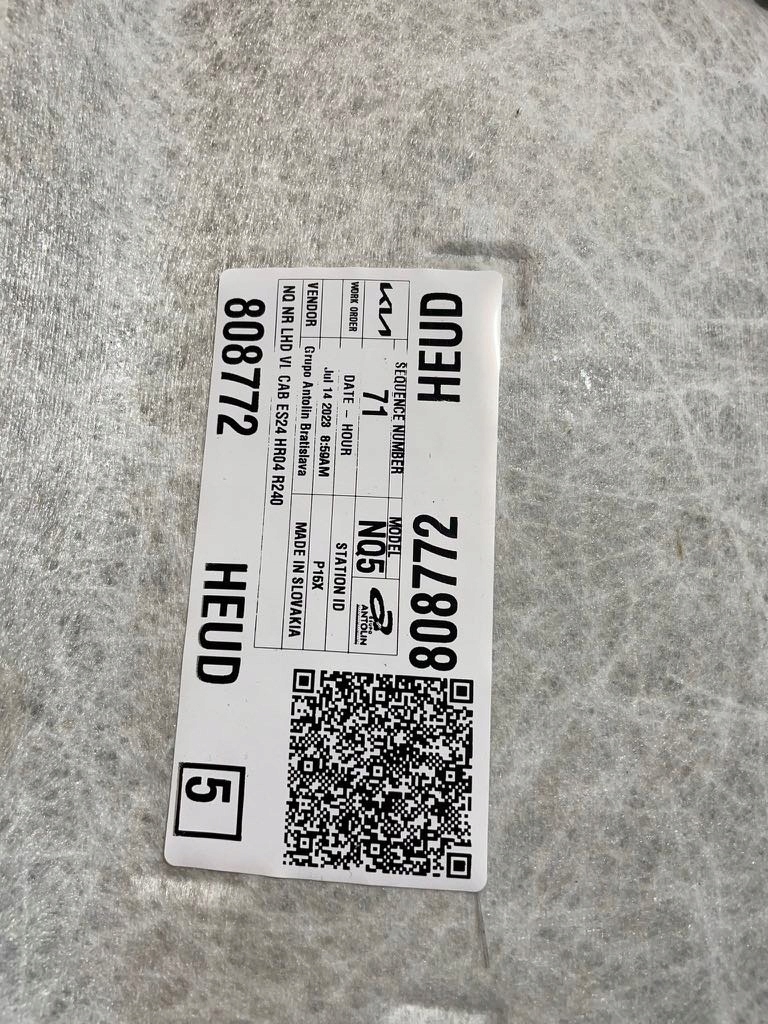 HEUD 808772
KIA SEQUENCE NUMBER MODEL
71 NQ5 Grupo ANTOLIN
WORK ORDER DATE - HOUR STATION ID
Jul 14 2023 8:59AM P15X
VENDOR Grupo Antolin Bratislava MADE IN SLOVAKIA
NQ NR LHD VL CAB ES24 HR04 R240
808772 HEUD 5